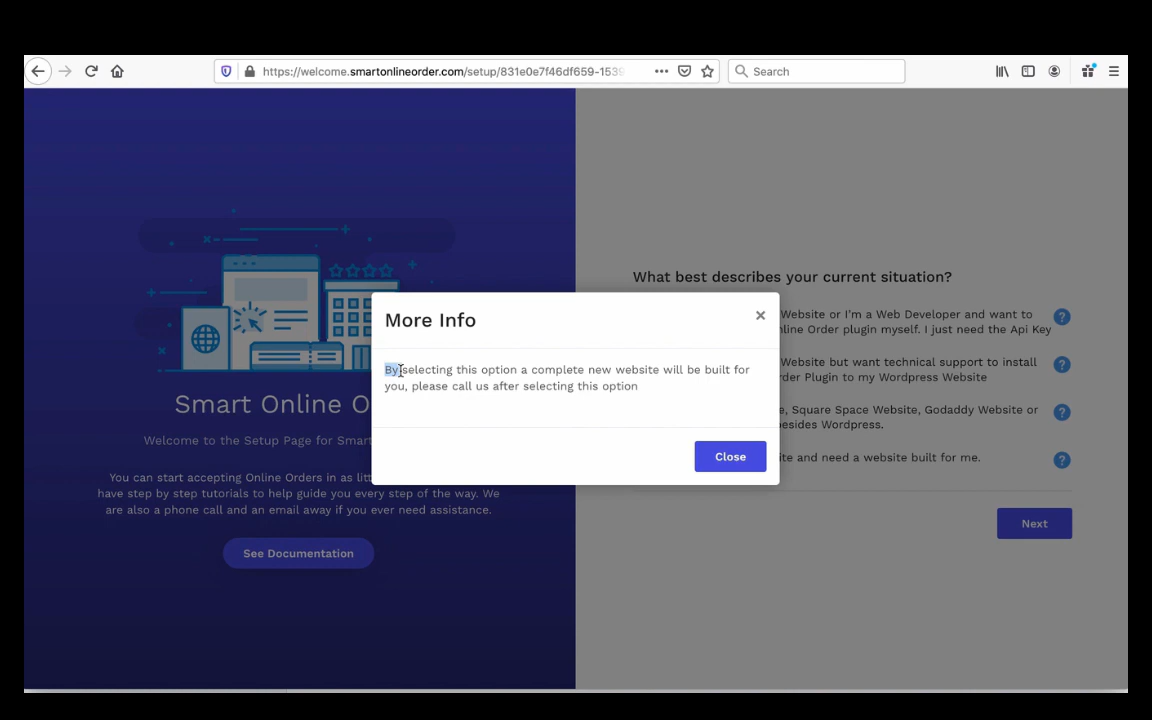 https://welcome.smartonlineorder.com/setup/831e0e7f46df659-1539
Search
What best describes your current situation?
Website or I'm a Web Developer and want to
Order plugin myself. I just need the Api Key
Website but want technical support to install
Plugin to my Wordpress Website
Square Space Website, Godaddy Website or
besides Wordpress.
and need a website built for me.
Next
More Info
×
By selecting this option a complete new website will be built for
you, please call us after selecting this option
Close
Smart Online
Welcome to the Setup Page for Smart
You can start accepting Online Orders in as
have step by step tutorials to help guide you every step of the way. We
are also a phone call and an email away if you ever need assistance.
See Documentation